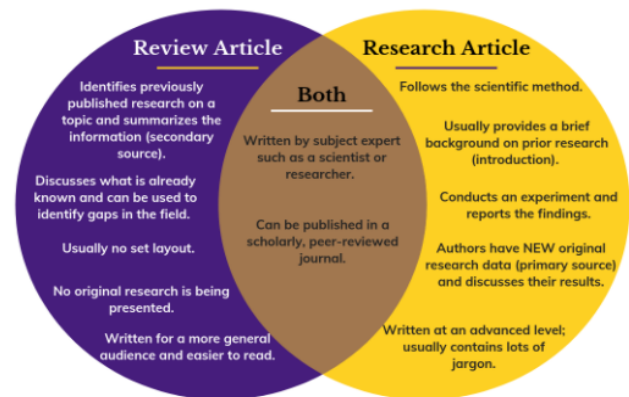 Review Article
Identifies previously
published research on a
topic and summarizes the
information (secondary
source).
Discusses what is already
known and can be used to
identify gaps in the field.
Usually no set layout.
No original research is being
presented.
Written for a more general
audience and easier to read.
Both
Written by subject expert
such as a scientist or
researcher.
Can be published in a
scholarly, peer-reviewed
journal.
Research Article
Follows the scientific method.
Usually provides a brief
background on prior research
(introduction).
Conducts an experiment and
reports the findings.
Authors have NEW original
research data (primary source)
and discusses their results.
Written at an advanced level;
usually contains lots of
jargon.